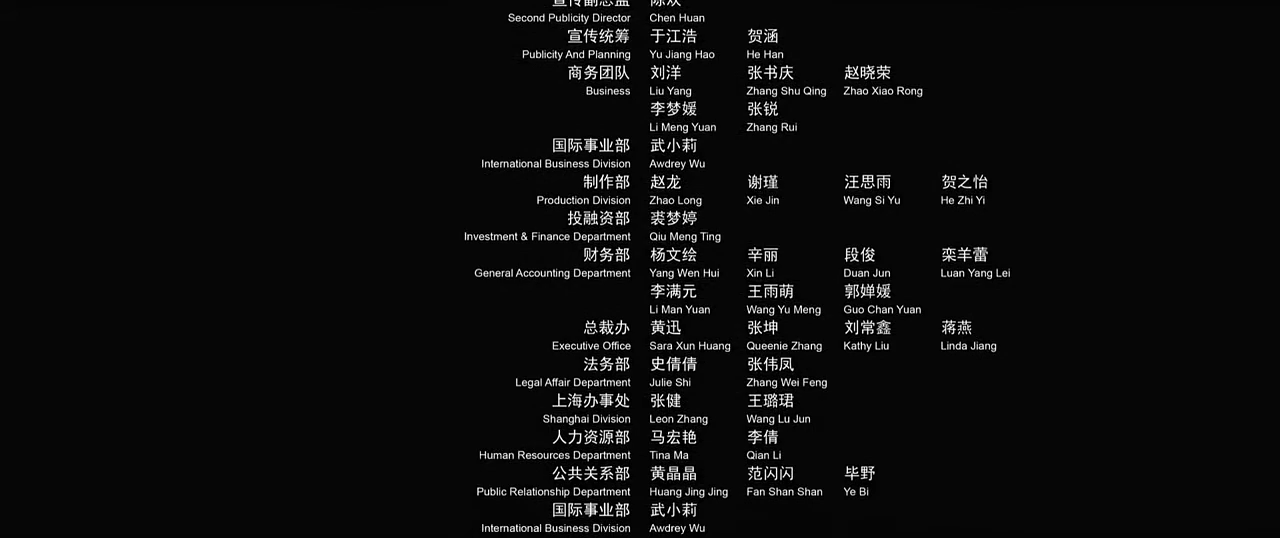 宣传副总监 陈欢
Second Publicity Director Chen Huan
宣传统筹 于江浩 贺涵
Publicity And Planning Yu Jiang Hao He Han
商务团队 刘洋 张书庆 赵晓荣
Business Liu Yang Zhang Shu Qing Zhao Xiao Rong
李梦媛 张锐
Li Meng Yuan Zhang Rui
国际事业部 武小莉
International Business Division Awdrey Wu
制作部 赵龙 谢瑾 汪思雨 贺之怡
Production Division Zhao Long Xie Jin Wang Si Yu He Zhi Yi
投融资部 裘梦婷
Investment & Finance Department Qiu Meng Ting
财务部 杨文绘 辛丽 段俊 栾羊蕾
General Accounting Department Yang Wen Hui Xin Li Duan Jun Luan Yang Lei
李满元 王雨萌 郭婵媛
Li Man Yuan Wang Yu Meng Guo Chan Yuan
总裁办 黄迅 张坤 刘常鑫 蒋燕
Executive Office Sara Xun Huang Queenie Zhang Kathy Liu Linda Jiang
法务部 史倩倩 张伟凤
Legal Affair Department Julie Shi Zhang Wei Feng
上海办事处 张健 王璐珺
Shanghai Division Leon Zhang Wang Lu Jun
人力资源部 马宏艳 李倩
Human Resources Department Tina Ma Qian Li
公共关系部 黄晶晶 范闪闪 毕野
Public Relationship Department Huang Jing Jing Fan Shan Shan Ye Bi
国际事业部 武小莉
International Business Division Awdrey Wu